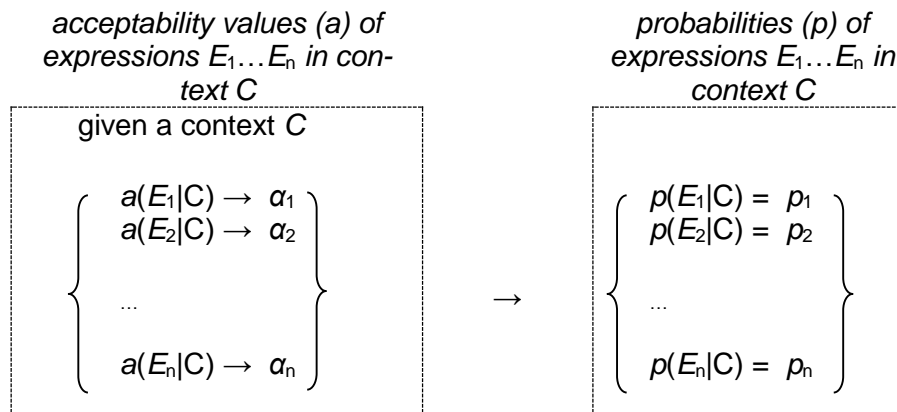 acceptability values (a) of
expressions E₁…Eₙ in con-
text C
given a context C
a(E₁|C) → α₁
a(E₂|C) → α₂
...
a(Eₙ|C) → αₙ
→
probabilities (p) of
expressions E₁…Eₙ in
context C
p(E₁|C) = p₁
p(E₂|C) = p₂
...
p(Eₙ|C) = pₙ